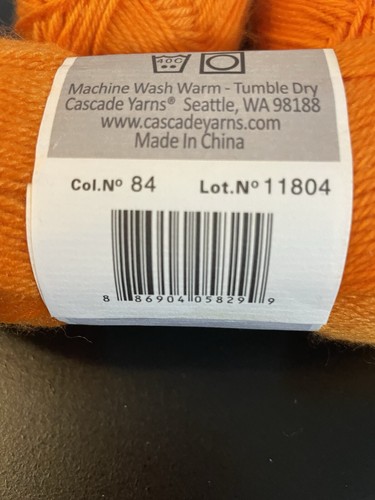 40C
Machine Wash Warm - Tumble Dry
Cascade Yarns® Seattle, WA 98188
www.cascadeyarns.com
Made In China
Col.Nº 84 Lot.Nº 11804
8 86904 05829 9